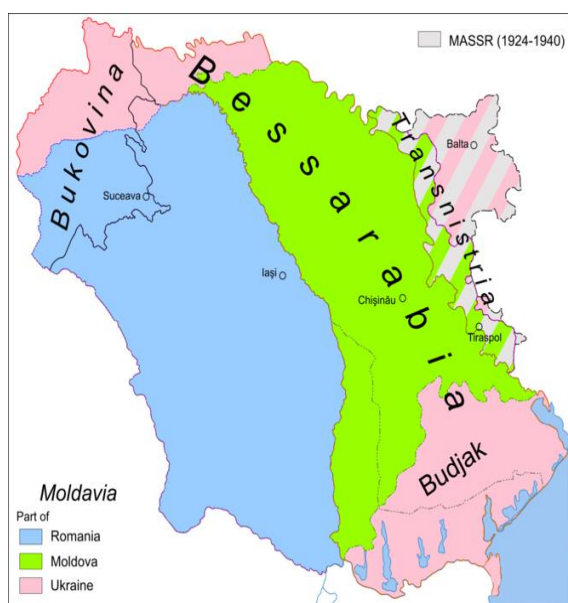 MASSR (1924-1940)
Bukovina
Bessarabia
Transnistria
Balta
Suceava
Iași
Chișinău
Tiraspol
Budjak
Moldavia
Part of
Romania
Moldova
Ukraine